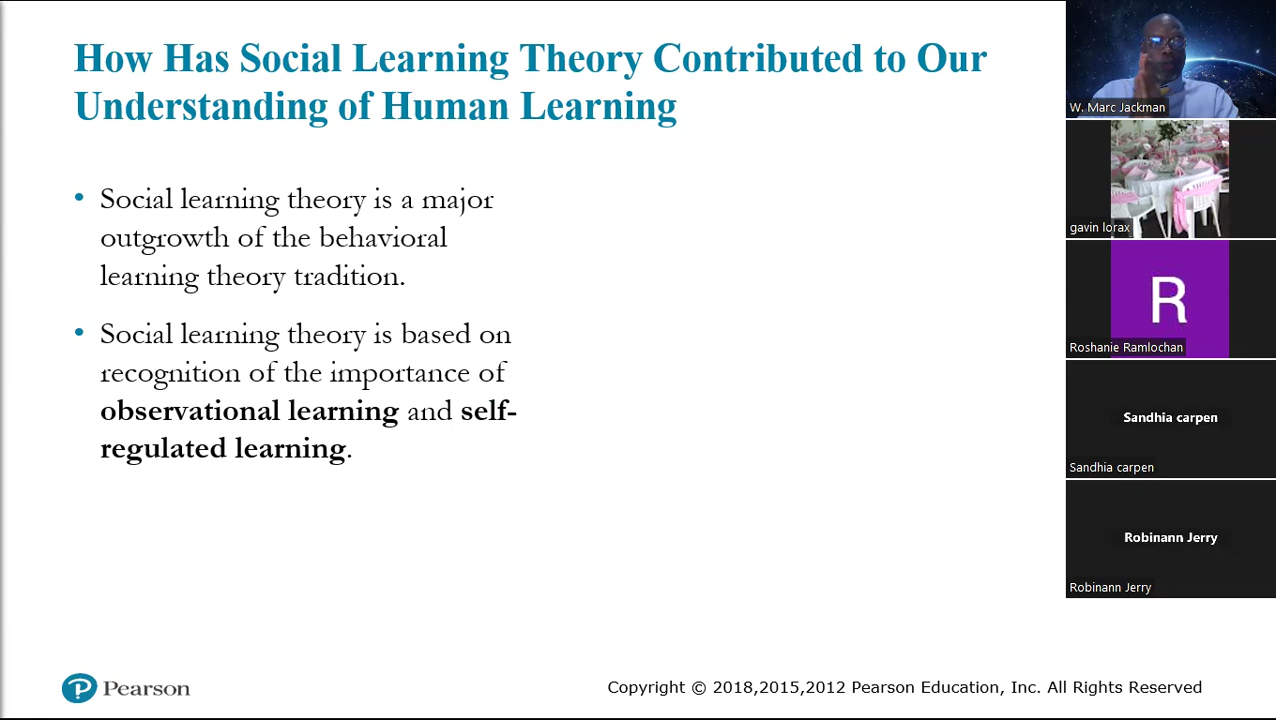 How Has Social Learning Theory Contributed to Our
Understanding of Human Learning
• Social learning theory is a major
outgrowth of the behavioral
learning theory tradition.
• Social learning theory is based on
recognition of the importance of
observational learning and self-
regulated learning.
Pearson
Copyright © 2018,2015,2012 Pearson Education, Inc. All Rights Reserved
W. Marc Jackman
gavin lorax
R
Roshanie Ramlochan
Sandhia carpen
Sandhia carpen
Robinann Jerry
Robinann Jerry